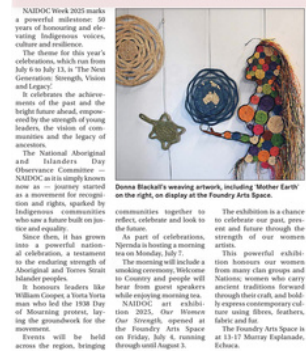 NAIDOC Week 2025 marks
a powerful milestone: 50
years of honouring and ele-
vating Indigenous voices,
culture and resilience.
The theme for this year's
celebrations, which run from
July 6 to July 13, is 'The Next
Generation: Strength, Vision
and Legacy.'
It celebrates the achieve-
ments of the past and the
bright future ahead, empow-
ered by the strength of young
leaders, the vision of com-
munities and the legacy of
ancestors.
The National Aboriginal
and Islanders Day
Observance Committee —
NAIDOC as it is simply known
now as — journey started
as a movement for recogni-
tion and rights, sparked by
Indigenous communities
who saw a future built on jus-
tice and equality.
Since then, it has grown
into a powerful nation-
al celebration, a testament
to the enduring strength of
Aboriginal and Torres Strait
Islander peoples.
It honours leaders like
William Cooper, a Yorta Yorta
man who led the 1938 Day
of Mourning protest, lay-
ing the groundwork for the
movement.
Events will be held
across the region, bringing
Donna Blackall's weaving artwork, including 'Mother Earth'
on the right, on display at the Foundry Arts Space.
communities together to
reflect, celebrate and look to
the future.
As part of celebrations,
Njernda is hosting a morning
tea on Monday, July 7.
The morning will include a
smoking ceremony, Welcome
to Country and people will
hear from guest speakers
while enjoying morning tea.
NAIDOC art exhibi-
tion 2025, Our Women
Our Strength, opened at
the Foundry Arts Space
on Friday, July 4, running
through until August 3.
The exhibition is a chance
to celebrate our past, pres-
ent and future through the
strength of our women
artists.
This powerful exhibi-
tion honours our women
from many clan groups and
Nations; women who carry
ancient traditions forward
through their craft, and bold-
ly express contemporary cul-
ture using fibres, feathers,
fabric and fur.
The Foundry Arts Space is
at 13-17 Murray Esplanade,
Echuca.